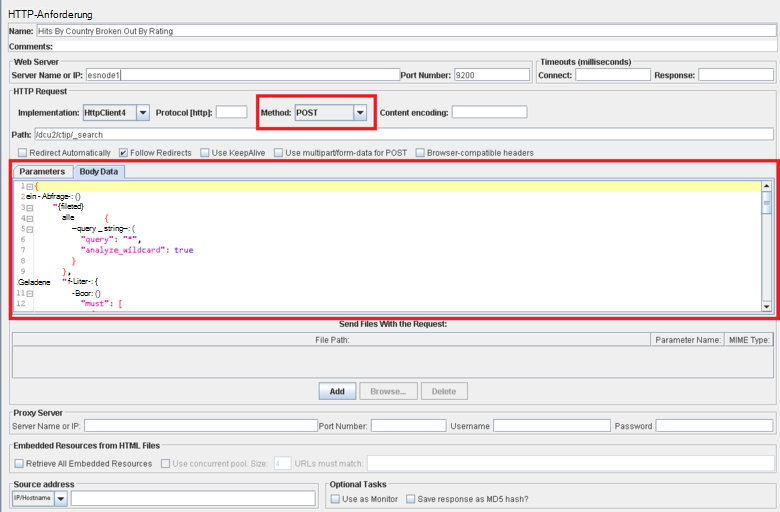 HTTP-Anforderung
Name: Hits By Country Broken Out By Rating
Comments:
Web Server
Server Name or IP: esnode1 Port Number: 9200
Timeouts (milliseconds)
Connect: Response:
HTTP Request
Implementation: HttpClient4 Protocol [http]: Method: POST Content encoding:
Path: /dcu2/ctip/_search
Redirect Automatically Follow Redirects Use KeepAlive Use multipart/form-data for POST Browser-compatible headers
Parameters Body Data
1 {
2 ein - Abfrage-: ()
3 "{fileted}
4 alle {
5 --query _ string--: (
6 "query": "*",
7 "analyze_wildcard": true
8 }
9 },
Geladene "f-Liter-: {
11 -Boor: ()
12 "must": [
Send Files With the Request:
File Path: Parameter Name: MIME Type:
Add Browse... Delete
Proxy Server
Server Name or IP: Port Number: Username Password
Embedded Resources from HTML Files
Retrieve All Embedded Resources Use concurrent pool. Size: 4 URLs must match:
Source address
IP/Hostname
Optional Tasks
Use as Monitor Save response as MD5 hash?